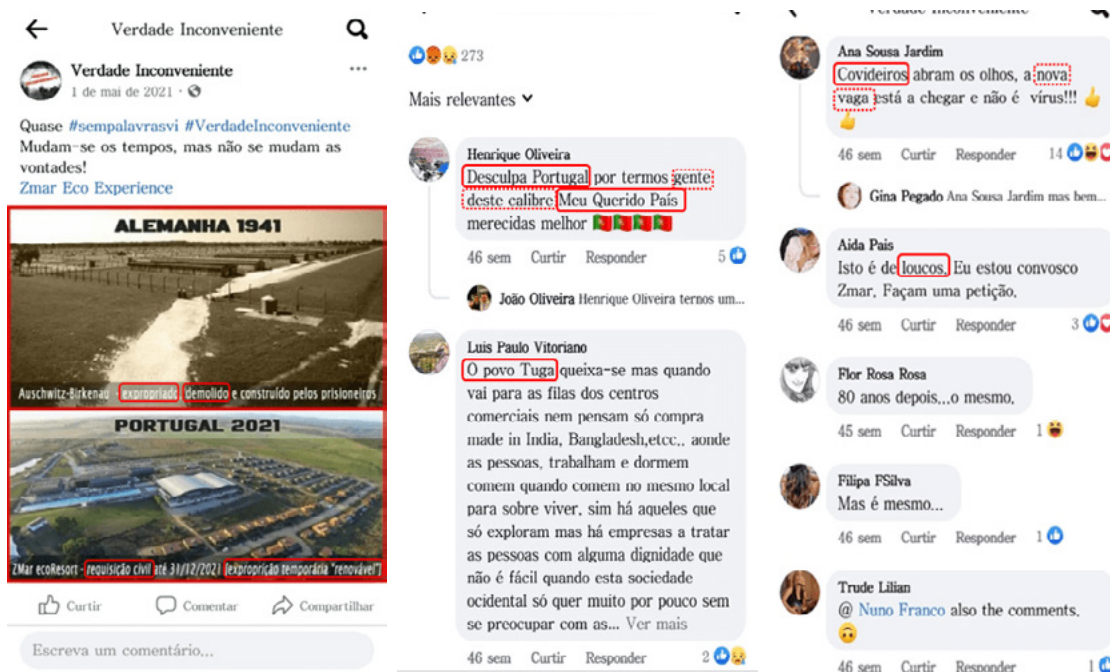 Verdade Inconveniente
Verdade Inconveniente
1 de mai de 2021 ·
Quase #sempalavrasvi #VerdadeInconveniente
Mudam-se os tempos, mas não se mudam as
vontades!
Zmar Eco Experience
ALEMANHA 1941
Auschwitz-Birkenau - expropriado demolido e construído pelos prisioneiros
PORTUGAL 2021
ZMar ecoResort - requisição civil até 31/12/2021 [exproprição temporária "renovável"]
Curtir Comentar Compartilhar
Escreva um comentário...
273
Mais relevantes
Henrique Oliveira
Desculpa Portugal por termos gente
deste calibre Meu Querido País
merecidas melhor 🇵🇹🇵🇹🇵🇹🇵🇹
46 sem Curtir Responder 5
João Oliveira Henrique Oliveira ternos um...
Luis Paulo Vitoriano
O povo Tuga queixa-se mas quando
vai para as filas dos centros
comerciais nem pensam só compra
made in India, Bangladesh,etcc,, aonde
as pessoas, trabalham e dormem
comem quando comem no mesmo local
para sobre viver, sim há aqueles que
só exploram mas há empresas a tratar
as pessoas com alguma dignidade que
não é fácil quando esta sociedade
ocidental só quer muito por pouco sem
se preocupar com as... Ver mais
46 sem Curtir Responder 2
Verdade Inconveniente
Ana Sousa Jardim
Covideiros abram os olhos, a nova
vaga está a chegar e não é vírus!!! 👍
👍
46 sem Curtir Responder 14
Gina Pegado Ana Sousa Jardim mas bem...
Aida Pais
Isto é de loucos. Eu estou convosco
Zmar, Façam uma petição,
46 sem Curtir Responder 3
Flor Rosa Rosa
80 anos depois...o mesmo,
45 sem Curtir Responder 1
Filipa FSilva
Mas é mesmo...
46 sem Curtir Responder 1
Trude Lilian
@ Nuno Franco also the comments,
🙃
46 sem Curtir Responder 1